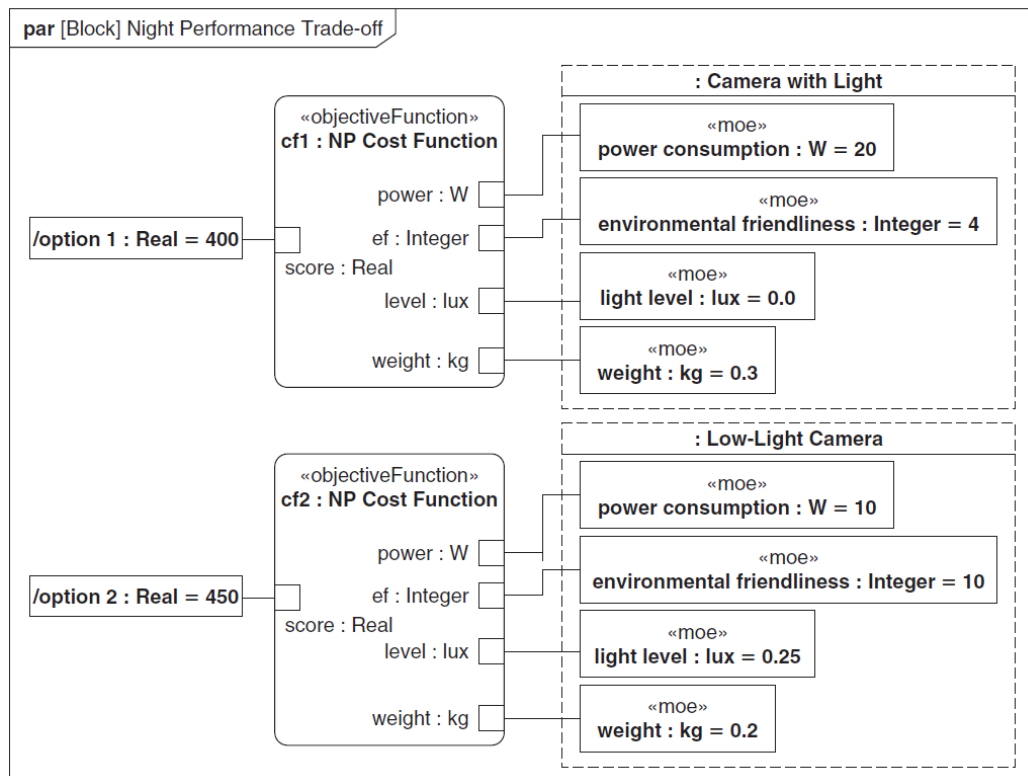 par [Block] Night Performance Trade-off
: Camera with Light
«objectiveFunction»
cf1 : NP Cost Function
«moe»
power consumption : W = 20
power : W
«moe»
environmental friendliness : Integer = 4
/option 1 : Real = 400
ef : Integer
score : Real
«moe»
light level : lux = 0.0
level : lux
«moe»
weight : kg = 0.3
weight : kg
: Low-Light Camera
«objectiveFunction»
cf2 : NP Cost Function
«moe»
power consumption : W = 10
power : W
«moe»
environmental friendliness : Integer = 10
/option 2 : Real = 450
ef : Integer
score : Real
«moe»
light level : lux = 0.25
level : lux
«moe»
weight : kg = 0.2
weight : kg